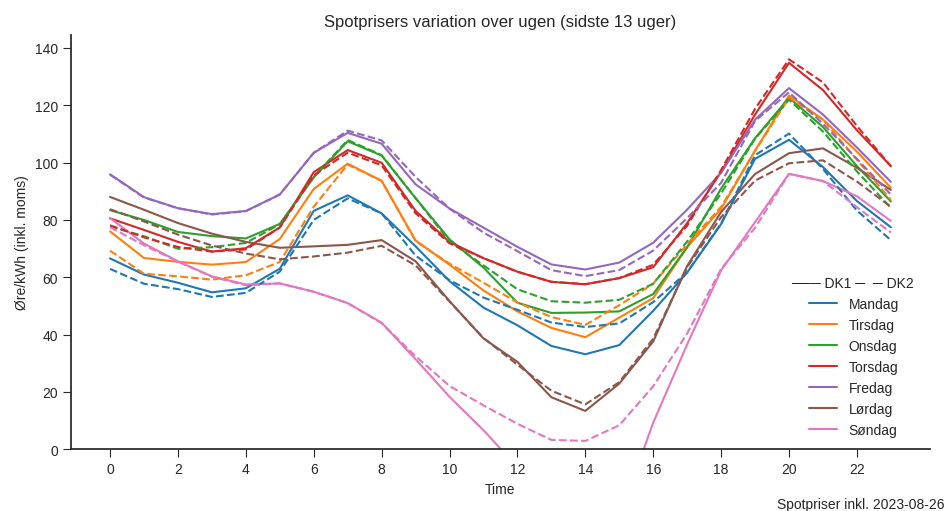 Spotprisers variation over ugen (sidste 13 uger)
Øre/kWh (inkl. moms)
140
120
100
80
60
40
20
0
0 2 4 6 8 10 12 14 16 18 20 22
Time
DK1 DK2
Mandag
Tirsdag
Onsdag
Torsdag
Fredag
Lørdag
Søndag
Spotpriser inkl. 2023-08-26